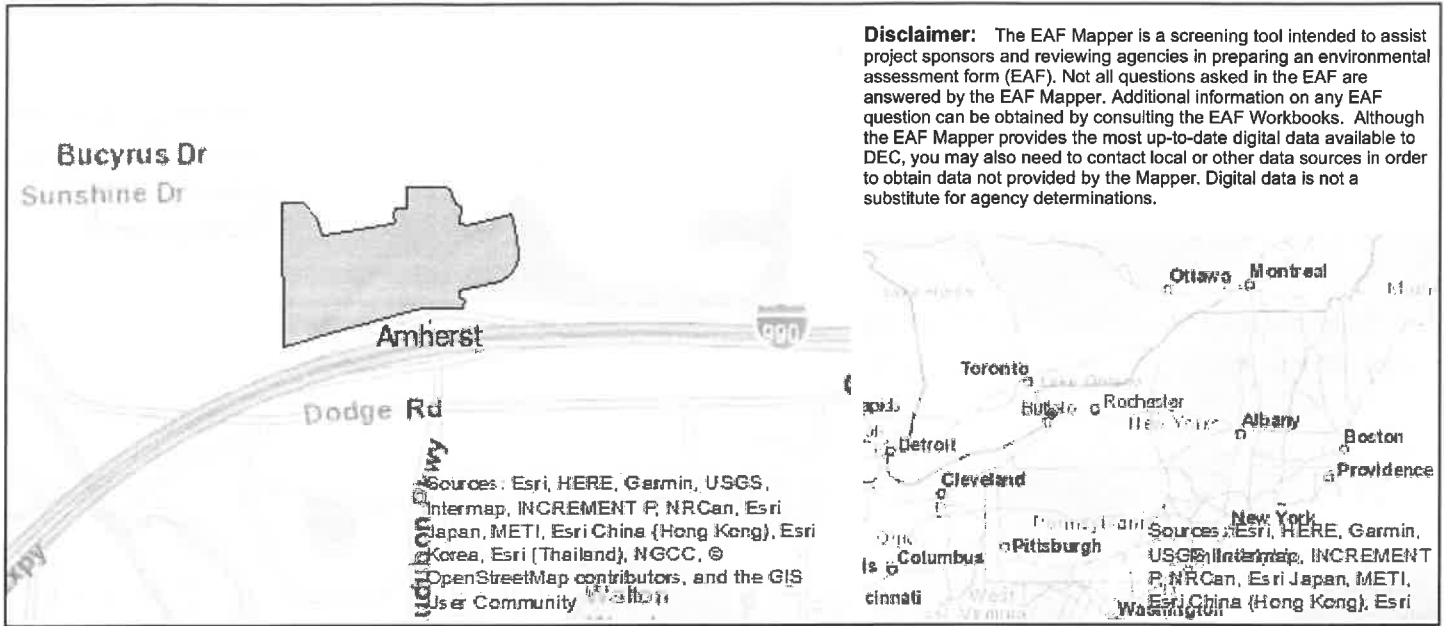 Disclaimer: The EAF Mapper is a screening tool intended to assist
project sponsors and reviewing agencies in preparing an environmental
assessment form (EAF). Not all questions asked in the EAF are
answered by the EAF Mapper. Additional information on any EAF
question can be obtained by consulting the EAF Workbooks. Although
the EAF Mapper provides the most up-to-date digital data available to
DEC, you may also need to contact local or other data sources in order
to obtain data not provided by the Mapper. Digital data is not a
substitute for agency determinations.
Bucyrus Dr
Sunshine Dr
Amherst
990
Dodge Rd
Sources: Esri, HERE, Garmin, USGS,
Intermap, INCREMENT P, NRCan, Esri
Japan, METI, Esri China (Hong Kong), Esri
Korea, Esri (Thailand), NGCC, ©
OpenStreetMap contributors, and the GIS
User Community
Ottawa
Montreal
Toronto
Buffalo
Rochester
New York
Albany
Boston
Detroit
Providence
Cleveland
New York
Pittsburgh
Columbus
cinnati
West
Virginia
Washington
Sources: Esri, HERE, Garmin,
INCREMENT
P, NRCan, Esri Japan, METI,
Esri China (Hong Kong), Esri